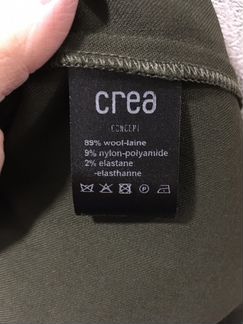 crea
CONCEPT
89% wool-laine
9% nylon-polyamide
2% elastane
-elasthanne